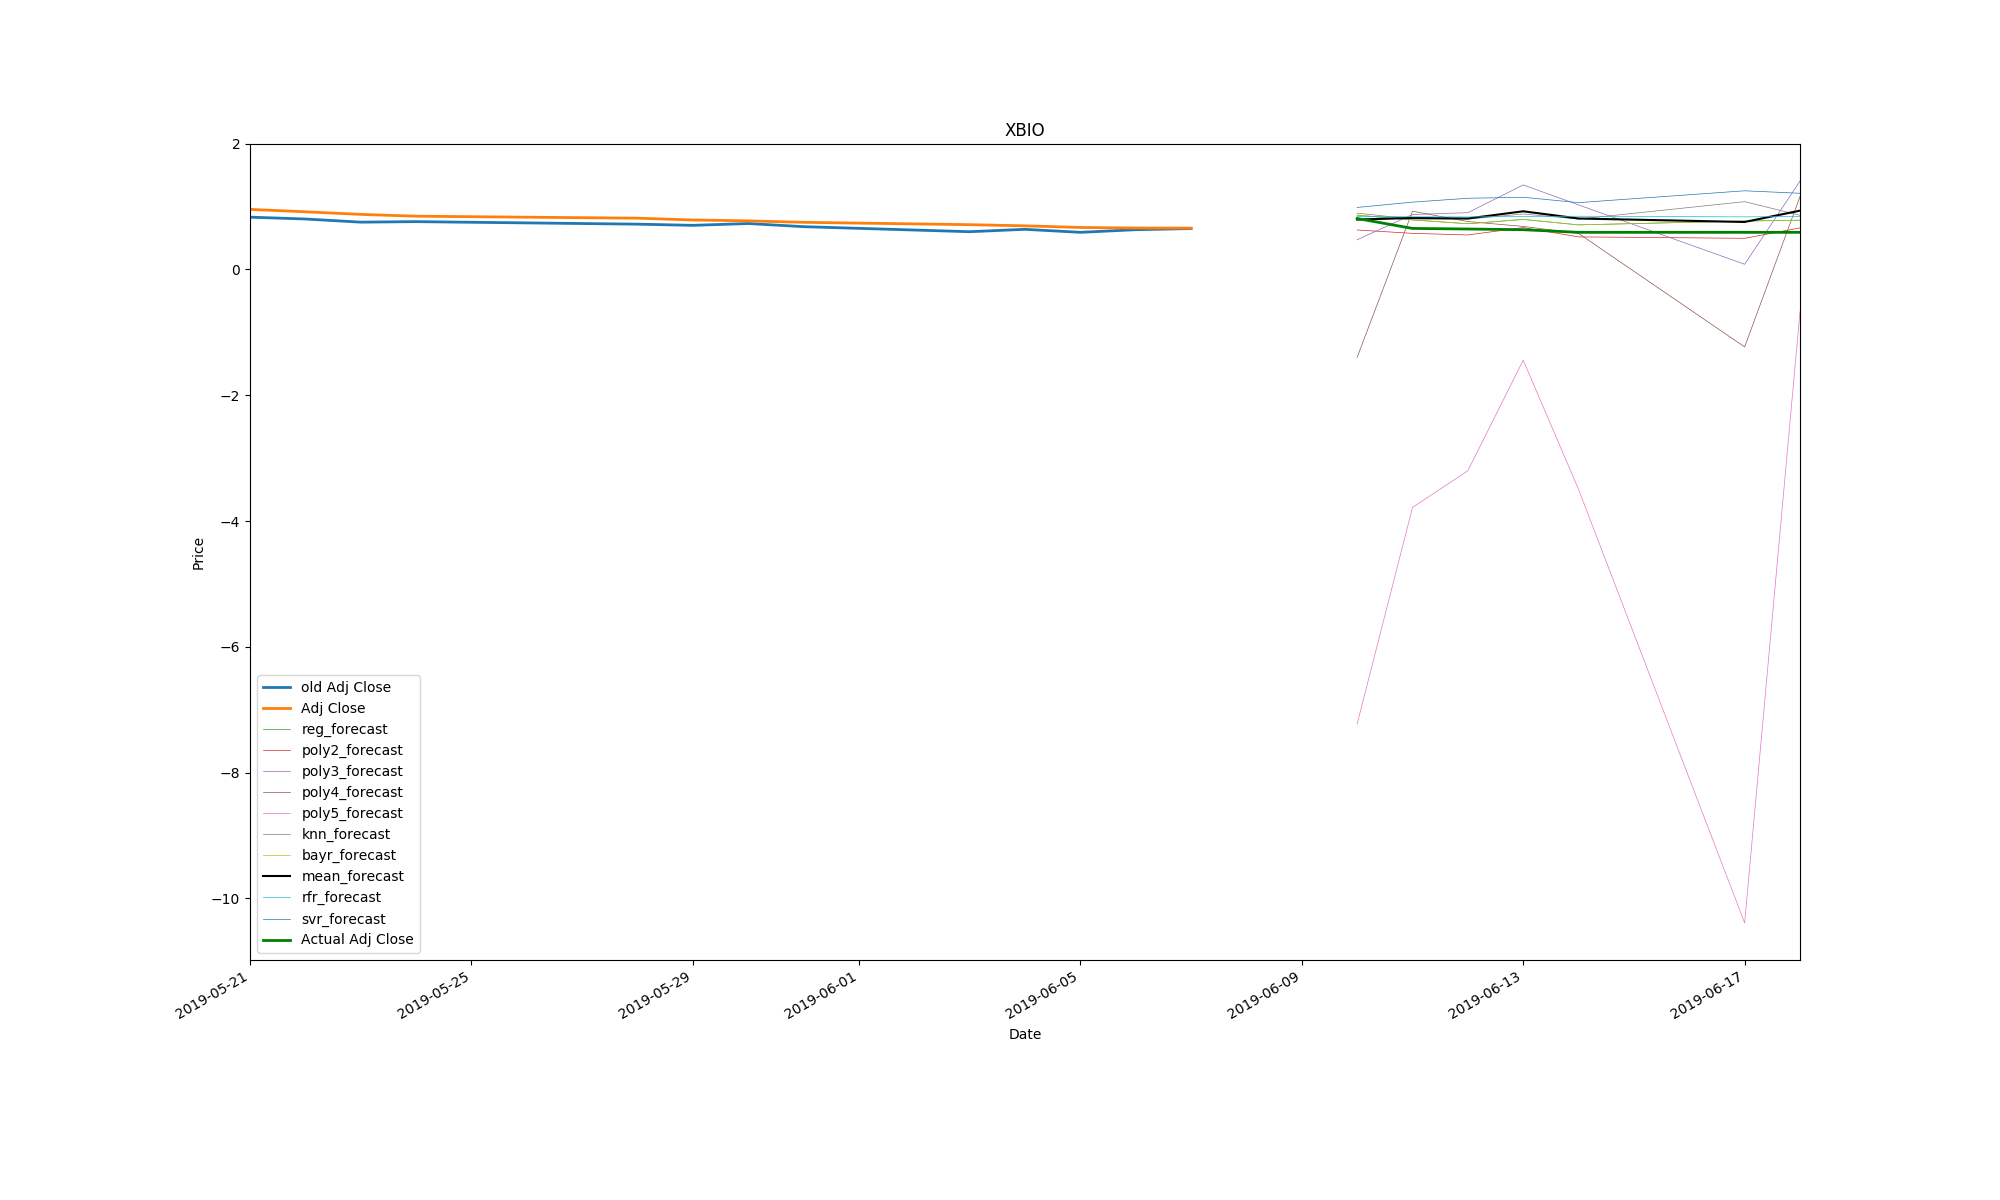 XBIO
2
0
−2
−4
−6
−8
−10
Price
old Adj Close
Adj Close
reg_forecast
poly2_forecast
poly3_forecast
poly4_forecast
poly5_forecast
knn_forecast
bayr_forecast
mean_forecast
rfr_forecast
svr_forecast
Actual Adj Close
2019-05-21
2019-05-25
2019-05-29
2019-06-01
2019-06-05
2019-06-09
2019-06-13
2019-06-17
Date